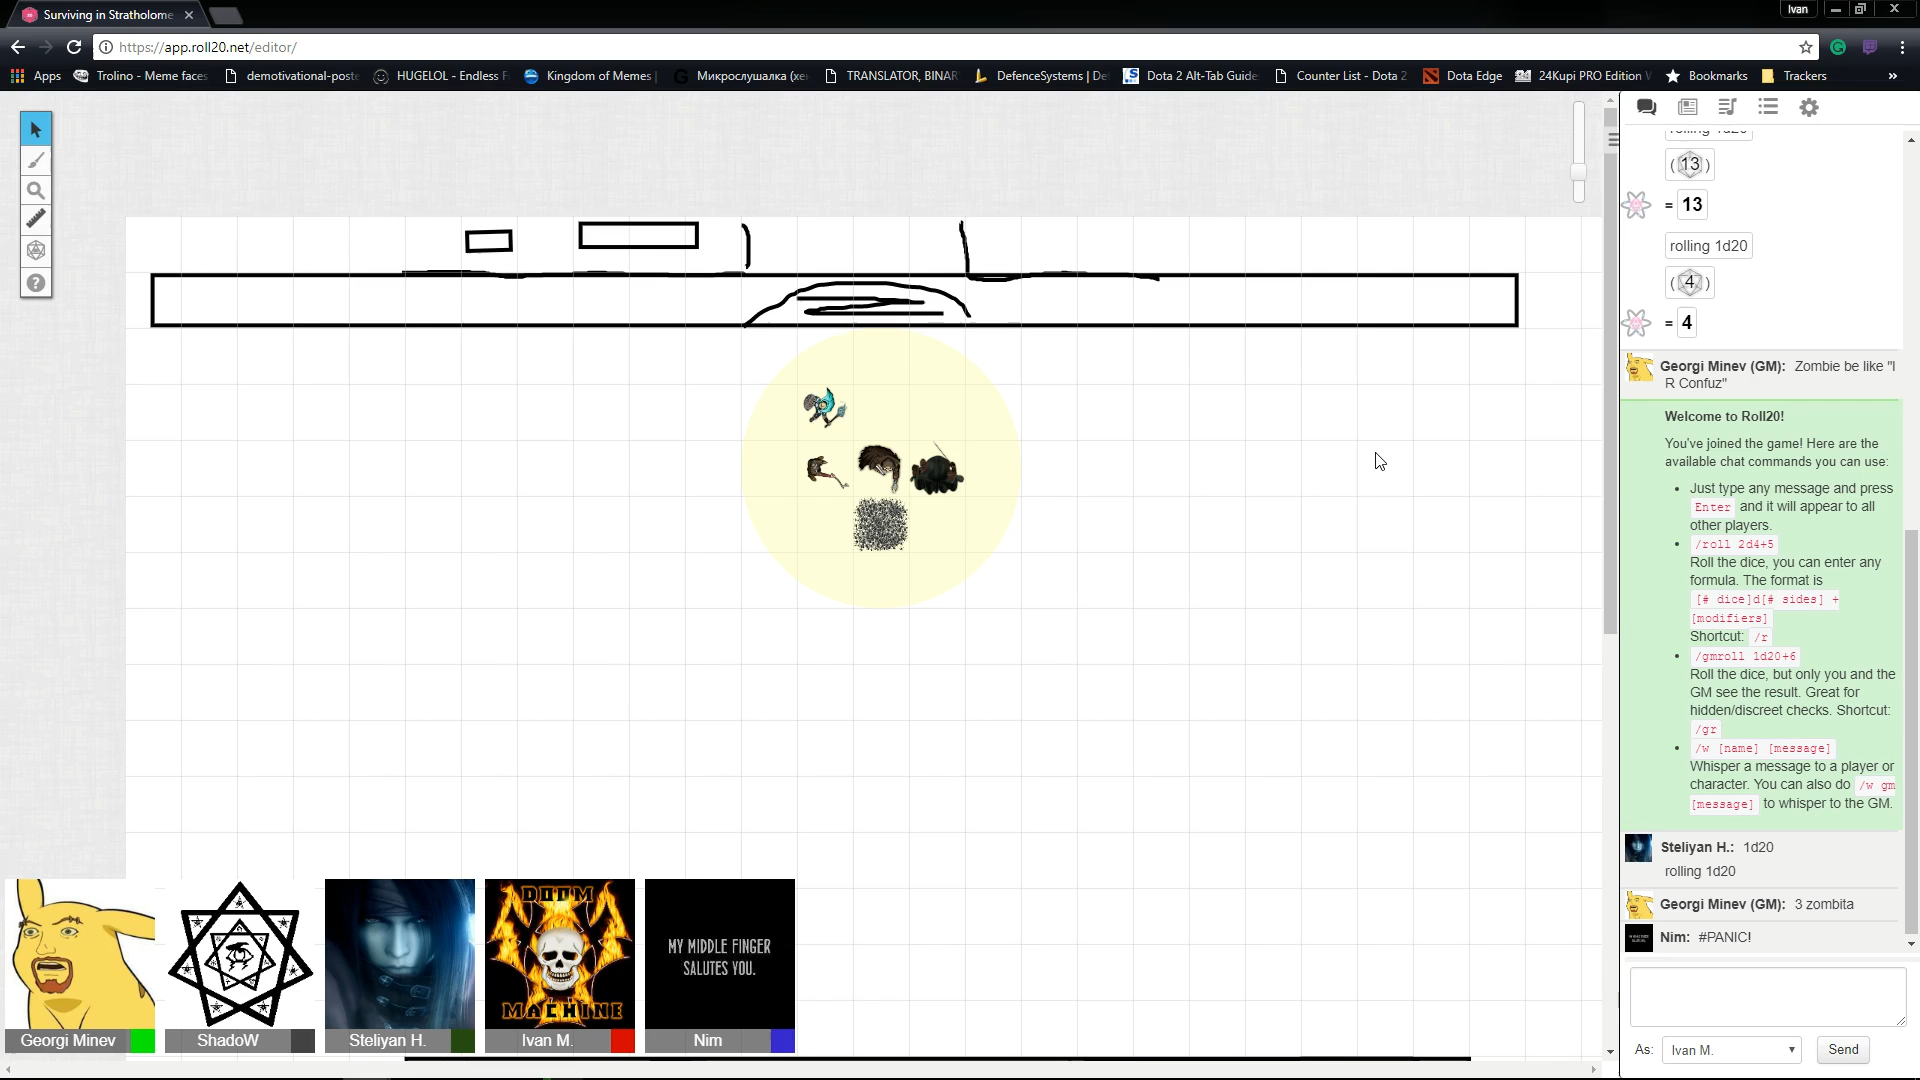 Surviving in Stratholome
Ivan
https://app.roll20.net/editor/
Apps
Trolino - Meme faces
demotivational-poste
HUGELOL - Endless F
Kingdom of Memes
Микрослушалка (хе
TRANSLATOR, BINAR
DefenceSystems | De
Dota 2 Alt-Tab Guide
Counter List - Dota 2
Dota Edge
24Kupi PRO Edition V
Bookmarks
Trackers
»
rolling 1d20
(13)
= 13
rolling 1d20
(4)
= 4
Georgi Minev (GM): Zombie be like "I
R Confuz"
Welcome to Roll20!
You've joined the game! Here are the
available chat commands you can use:
• Just type any message and press
Enter and it will appear to all
other players.
• /roll 2d4+5
Roll the dice, you can enter any
formula. The format is
[# dice]d[# sides] +
[modifiers]
Shortcut: /r
• /gmroll 1d20+6
Roll the dice, but only you and the
GM see the result. Great for
hidden/discreet checks. Shortcut:
/gr
• /w [name] [message]
Whisper a message to a player or
character. You can also do /w gm
[message] to whisper to the GM.
Steliyan H.: 1d20
rolling 1d20
Georgi Minev (GM): 3 zombita
Nim: #PANIC!
As: Ivan M. Send
DOOM
MACHINE
MY MIDDLE FINGER
SALUTES YOU.
Georgi Minev
ShadoW
Steliyan H.
Ivan M.
Nim